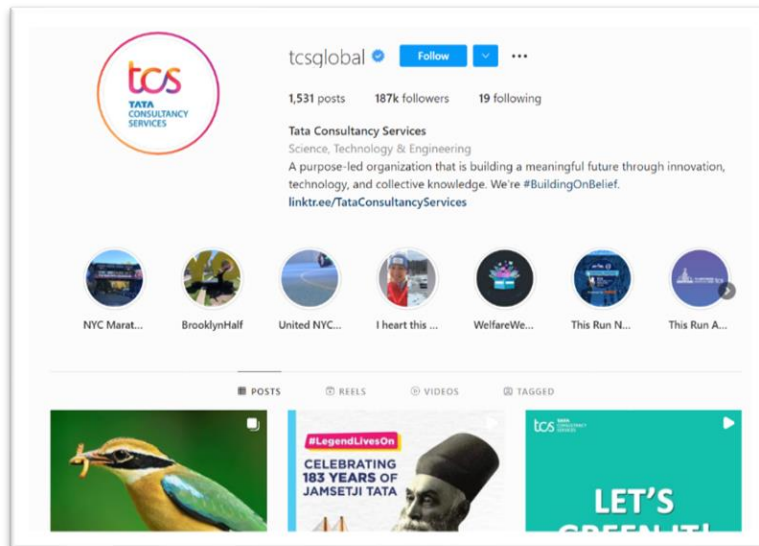 tcs
TATA
CONSULTANCY
SERVICES
tcsglobal Follow
1,531 posts 187k followers 19 following
Tata Consultancy Services
Science, Technology & Engineering
A purpose-led organization that is building a meaningful future through innovation,
technology, and collective knowledge. We're #BuildingOnBelief.
linktr.ee/TataConsultancyServices
NYC Marat... BrooklynHalf United NYC... I heart this ... WelfareWe... This Run N... This Run A...
POSTS REELS VIDEOS TAGGED
#LegendLivesOn
CELEBRATING
183 YEARS OF
JAMSETJI TATA
tcs TATA CONSULTANCY SERVICES
LET'S
GREEN IT!